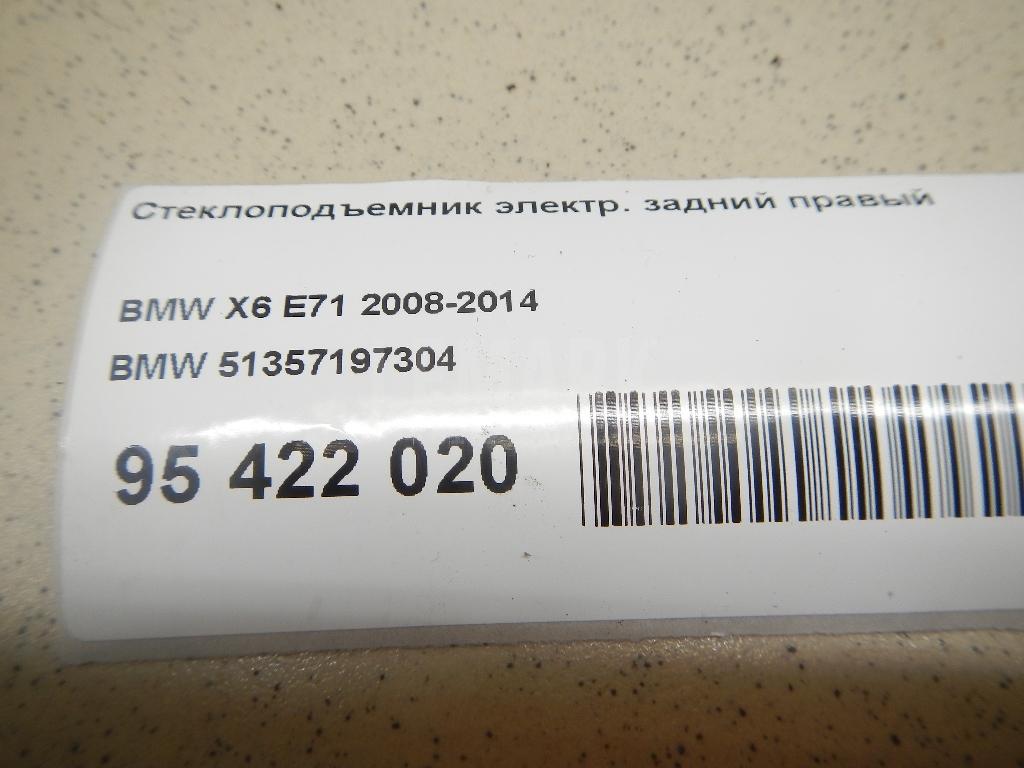 Стеклоподъемник электр. задний правый
BMW X6 E71 2008-2014
BMW 51357197304
95 422 020